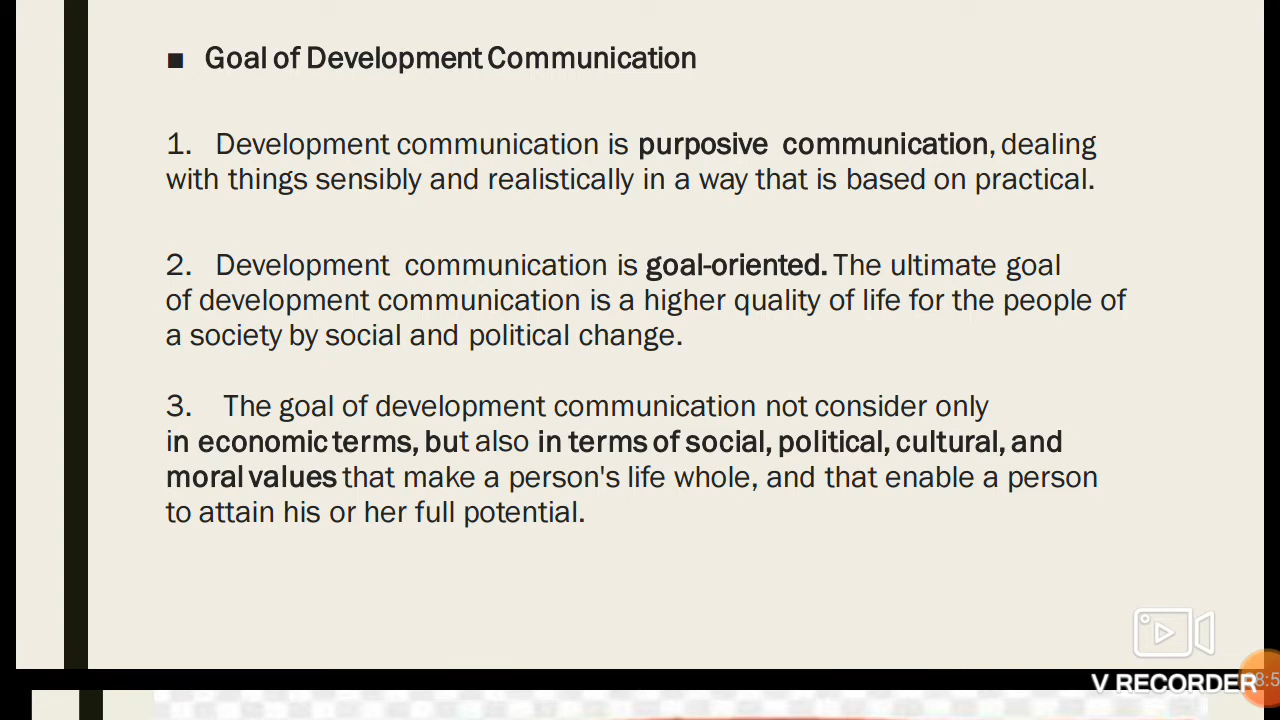 ■ Goal of Development Communication
1. Development communication is purposive communication, dealing
with things sensibly and realistically in a way that is based on practical.
2. Development communication is goal-oriented. The ultimate goal
of development communication is a higher quality of life for the people of
a society by social and political change.
3. The goal of development communication not consider only
in economic terms, but also in terms of social, political, cultural, and
moral values that make a person's life whole, and that enable a person
to attain his or her full potential.
V RECORDER
8:5